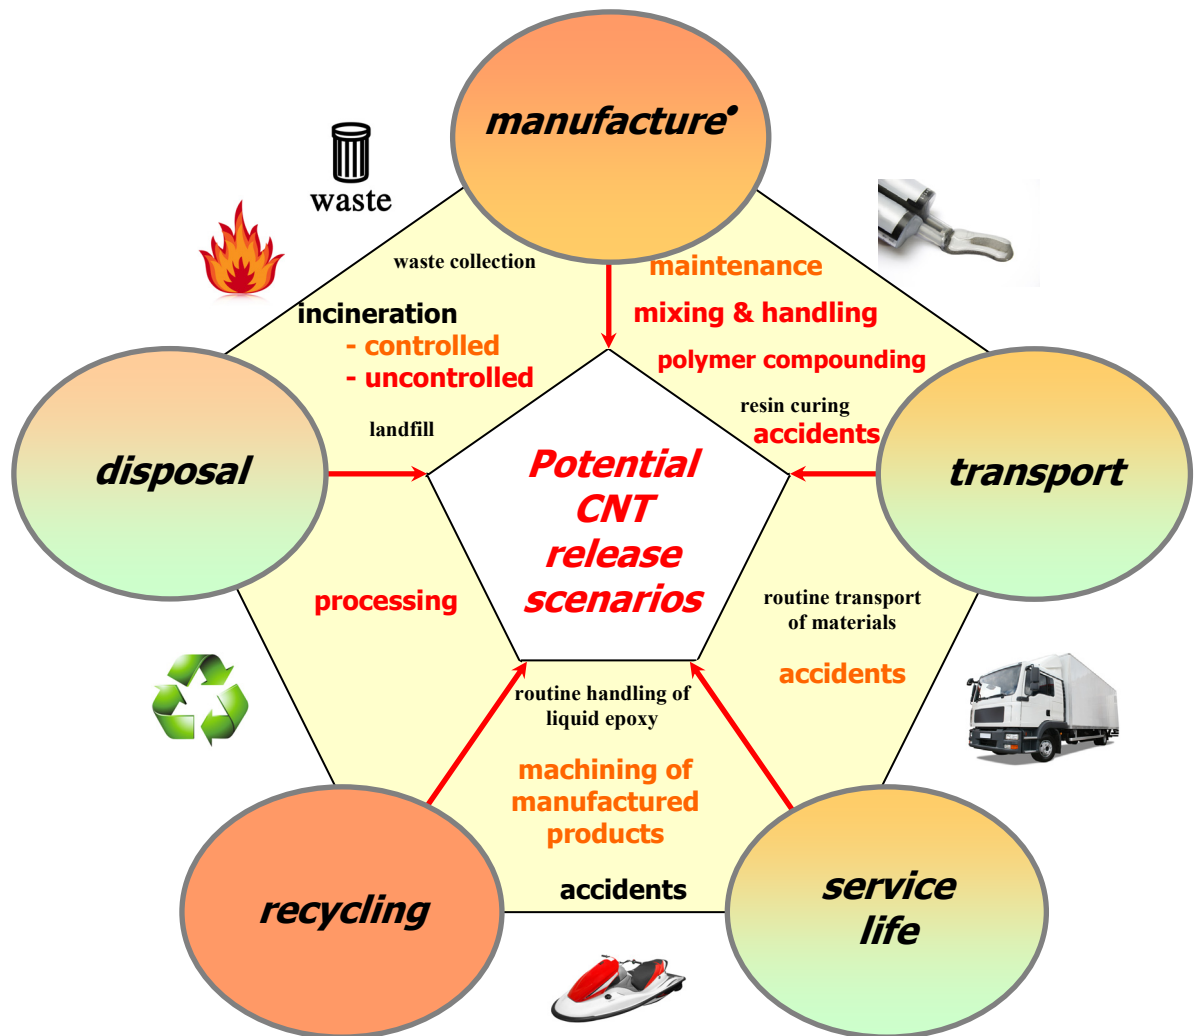 manufacture•
waste
waste collection
maintenance
incineration
- controlled
- uncontrolled
mixing & handling
polymer compounding
landfill
resin curing
accidents
disposal
Potential
CNT
release
scenarios
transport
processing
routine transport
of materials
accidents
routine handling of
liquid epoxy
machining of
manufactured
products
accidents
recycling
service
life